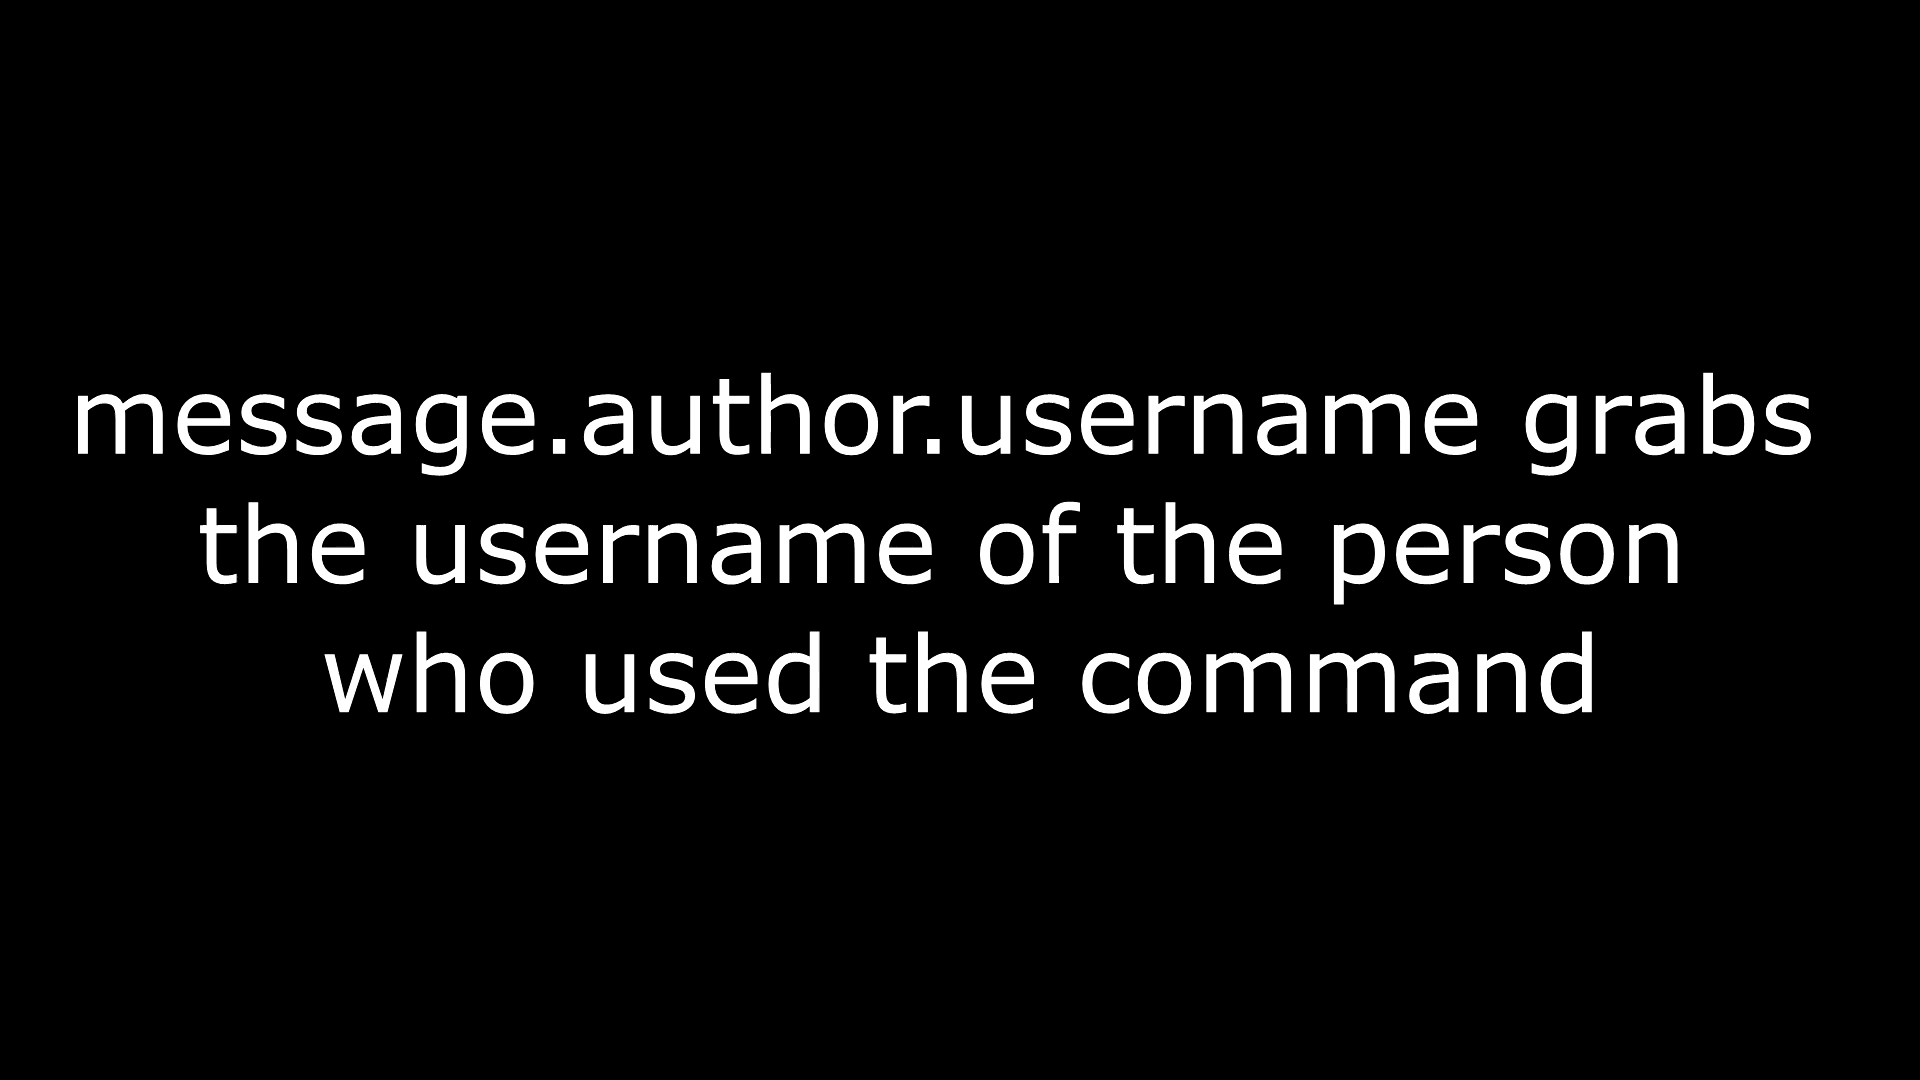 message.author.username grabs
the username of the person
who used the command